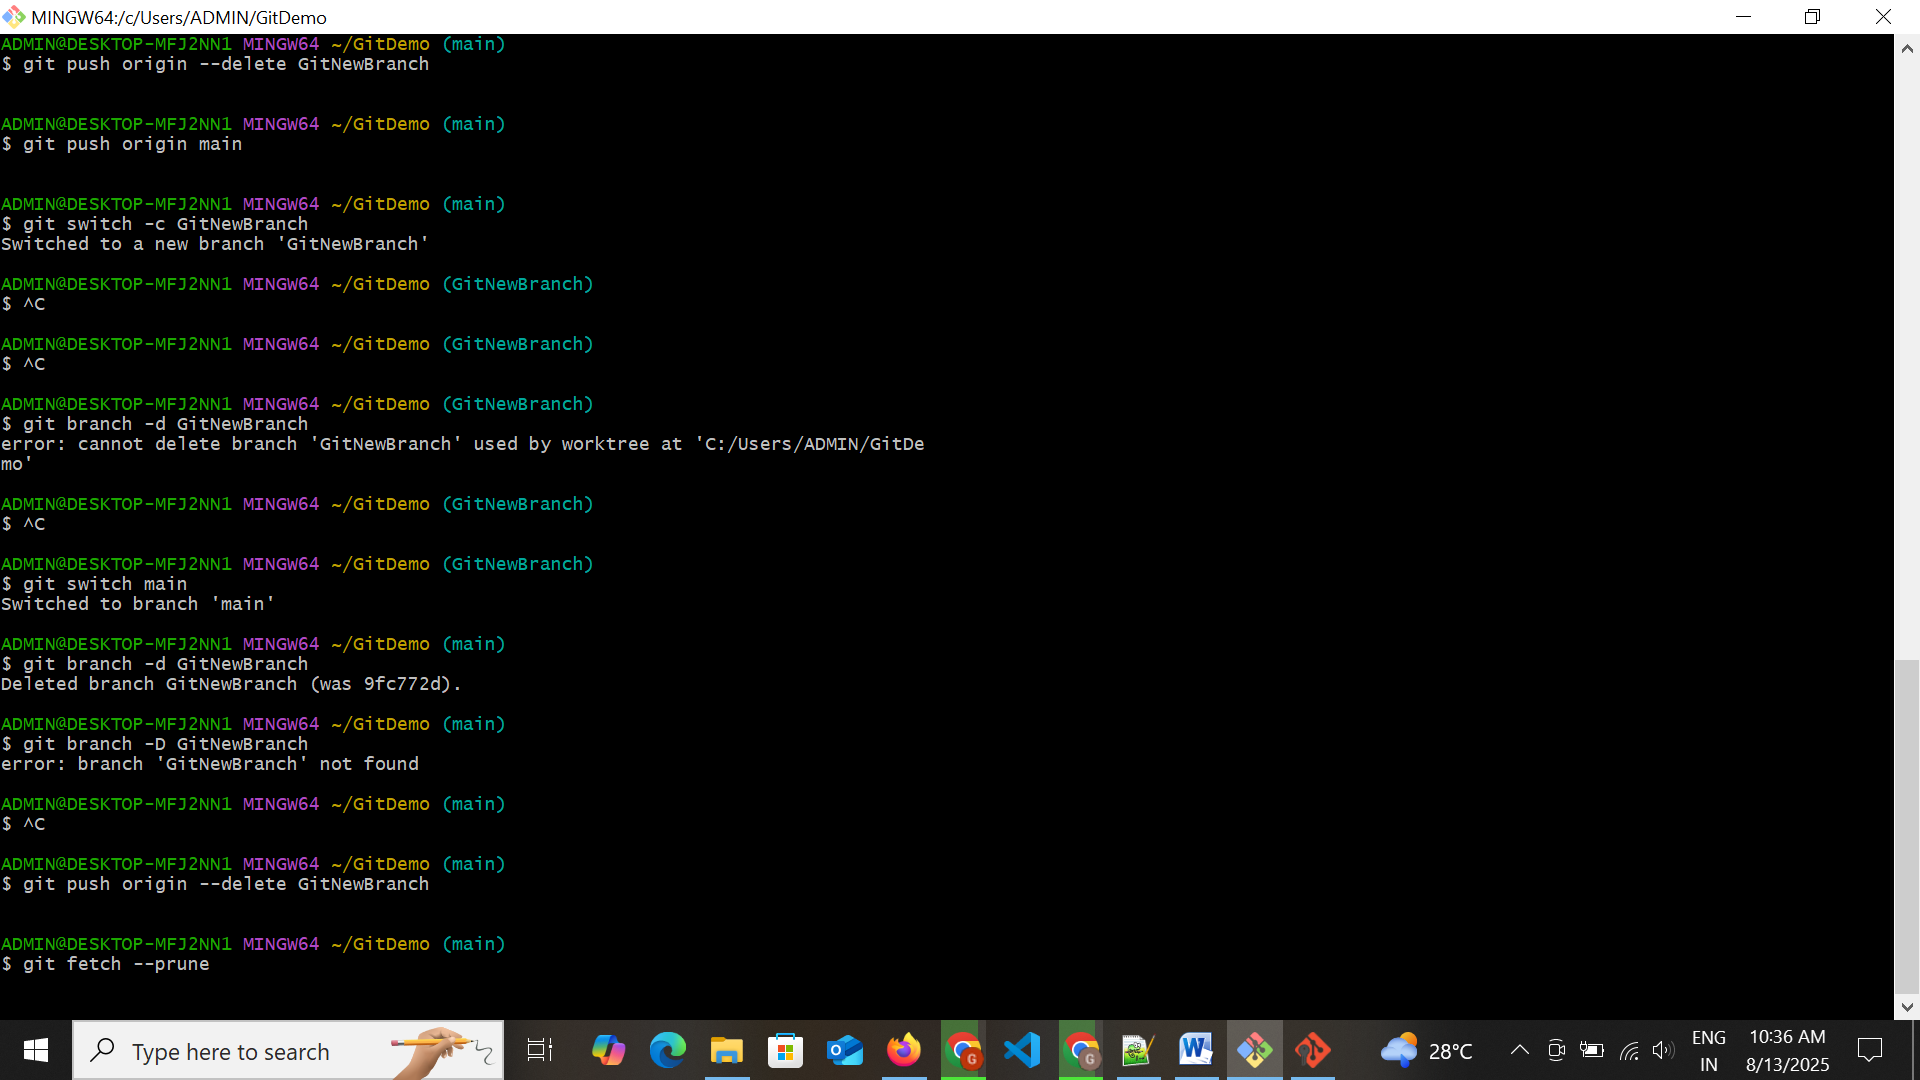 MINGW64:/c/Users/ADMIN/GitDemo
ADMIN@DESKTOP-MFJ2NN1 MINGW64 ~/GitDemo (main)
$ git push origin --delete GitNewBranch
ADMIN@DESKTOP-MFJ2NN1 MINGW64 ~/GitDemo (main)
$ git push origin main
ADMIN@DESKTOP-MFJ2NN1 MINGW64 ~/GitDemo (main)
$ git switch -c GitNewBranch
Switched to a new branch 'GitNewBranch'
ADMIN@DESKTOP-MFJ2NN1 MINGW64 ~/GitDemo (GitNewBranch)
$ ^C
ADMIN@DESKTOP-MFJ2NN1 MINGW64 ~/GitDemo (GitNewBranch)
$ ^C
ADMIN@DESKTOP-MFJ2NN1 MINGW64 ~/GitDemo (GitNewBranch)
$ git branch -d GitNewBranch
error: cannot delete branch 'GitNewBranch' used by worktree at 'C:/Users/ADMIN/GitDe
mo'
ADMIN@DESKTOP-MFJ2NN1 MINGW64 ~/GitDemo (GitNewBranch)
$ ^C
ADMIN@DESKTOP-MFJ2NN1 MINGW64 ~/GitDemo (GitNewBranch)
$ git switch main
Switched to branch 'main'
ADMIN@DESKTOP-MFJ2NN1 MINGW64 ~/GitDemo (main)
$ git branch -d GitNewBranch
Deleted branch GitNewBranch (was 9fc772d).
ADMIN@DESKTOP-MFJ2NN1 MINGW64 ~/GitDemo (main)
$ git branch -D GitNewBranch
error: branch 'GitNewBranch' not found
ADMIN@DESKTOP-MFJ2NN1 MINGW64 ~/GitDemo (main)
$ ^C
ADMIN@DESKTOP-MFJ2NN1 MINGW64 ~/GitDemo (main)
$ git push origin --delete GitNewBranch
ADMIN@DESKTOP-MFJ2NN1 MINGW64 ~/GitDemo (main)
$ git fetch --prune
Type here to search
28°C
ENG
IN
10:36 AM
8/13/2025